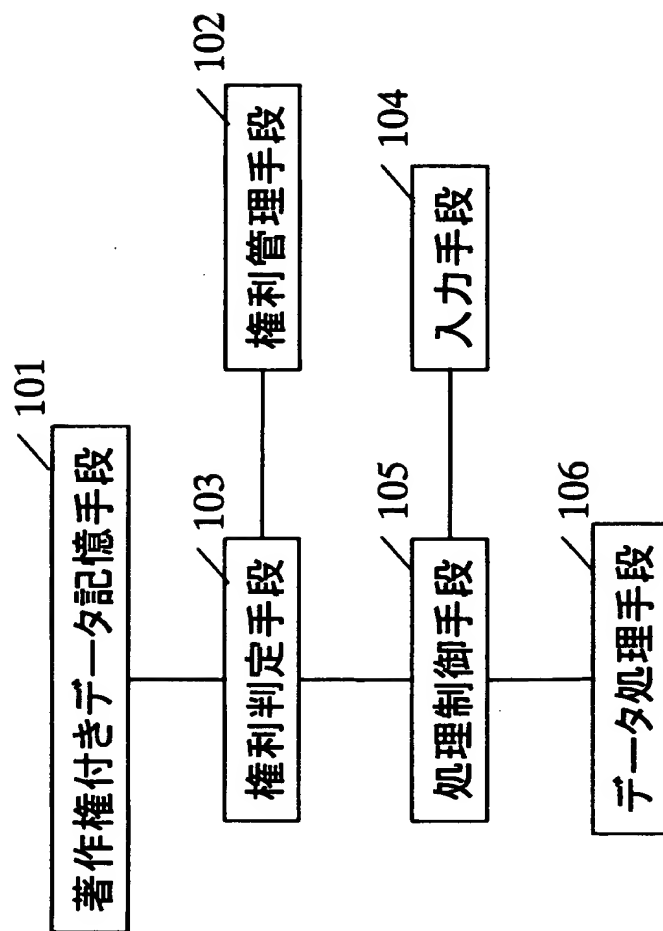 101
著作権付きデータ記憶手段
102
権利管理手段
103
権利判定手段
104
入力手段
105
処理制御手段
106
データ処理手段